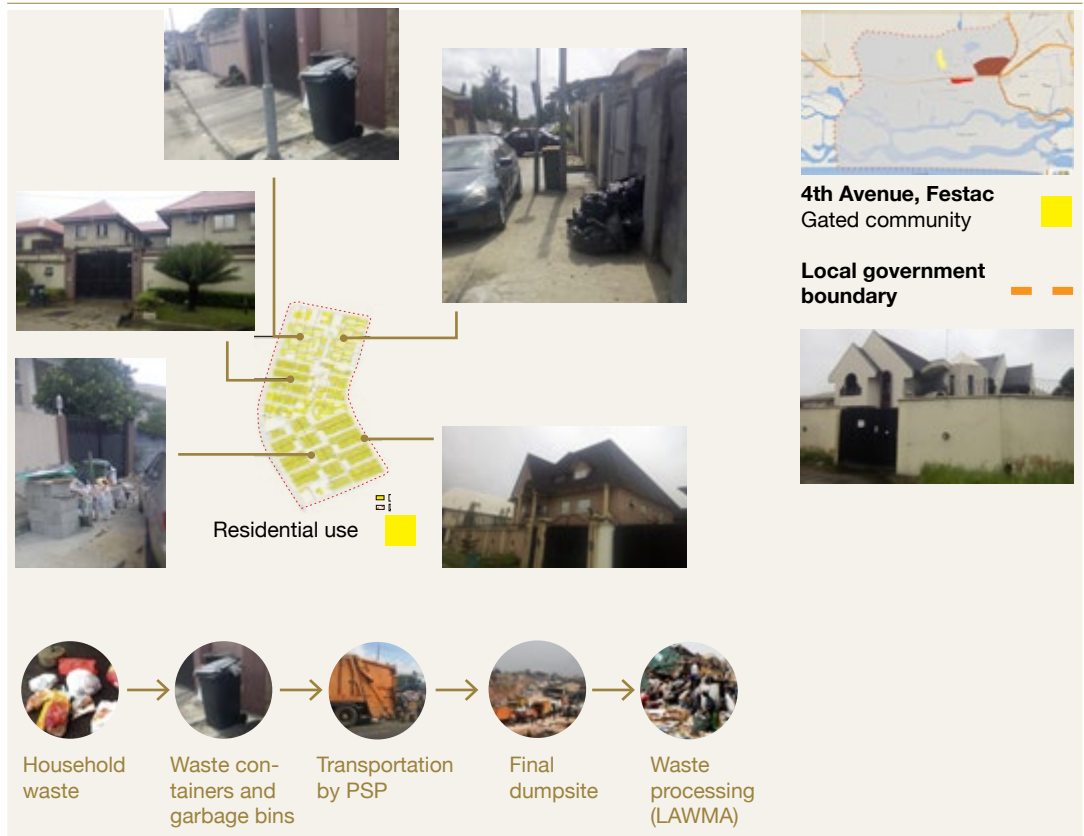 4th Avenue, Festac
Gated community
Local government
boundary
Residential use
Household
waste
Waste con-
tainers and
garbage bins
Transportation
by PSP
Final
dumpsite
Waste
processing
(LAWMA)